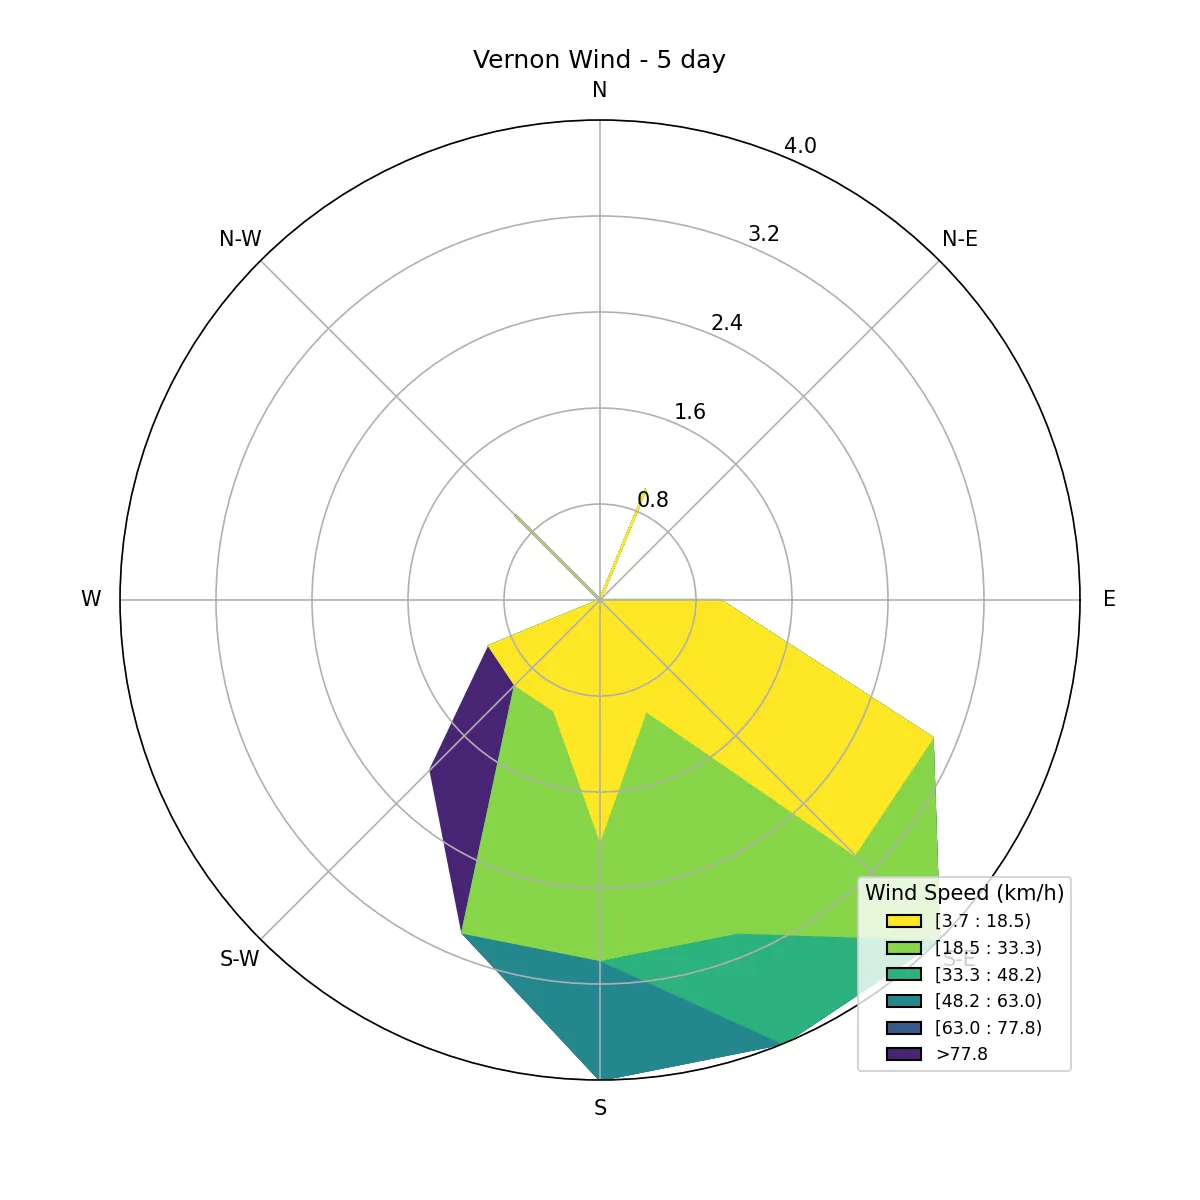 Vernon Wind - 5 day
N
4.0
N-W
3.2
N-E
2.4
1.6
0.8
W
E
Wind Speed (km/h)
[3.7 : 18.5)
[18.5 : 33.3)
S-W
S-E
[33.3 : 48.2)
[48.2 : 63.0)
[63.0 : 77.8)
>77.8
S